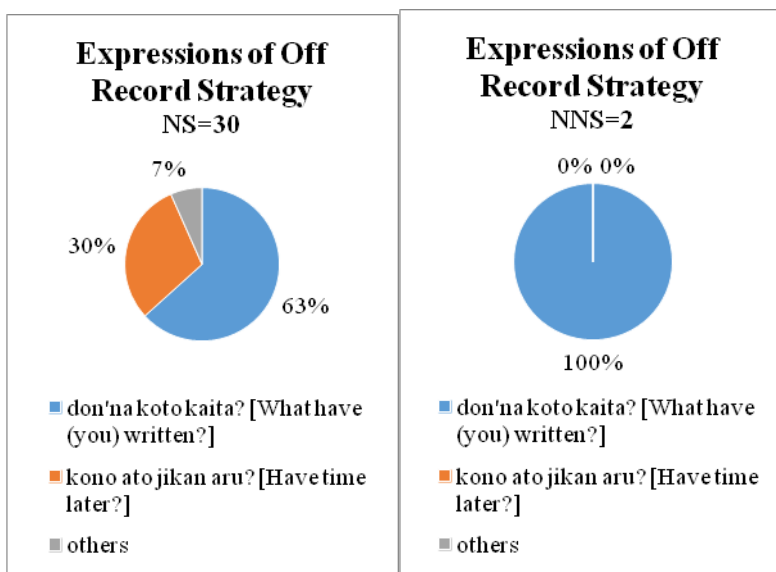 Expressions of Off
Record Strategy
NS=30
7%
30%
63%
don'na koto kaita? [What have
(you) written?]
kono ato jikan aru? [Have time
later?]
others
Expressions of Off
Record Strategy
NNS=2
0% 0%
100%
don'na koto kaita? [What have
(you) written?]
kono ato jikan aru? [Have time
later?]
others